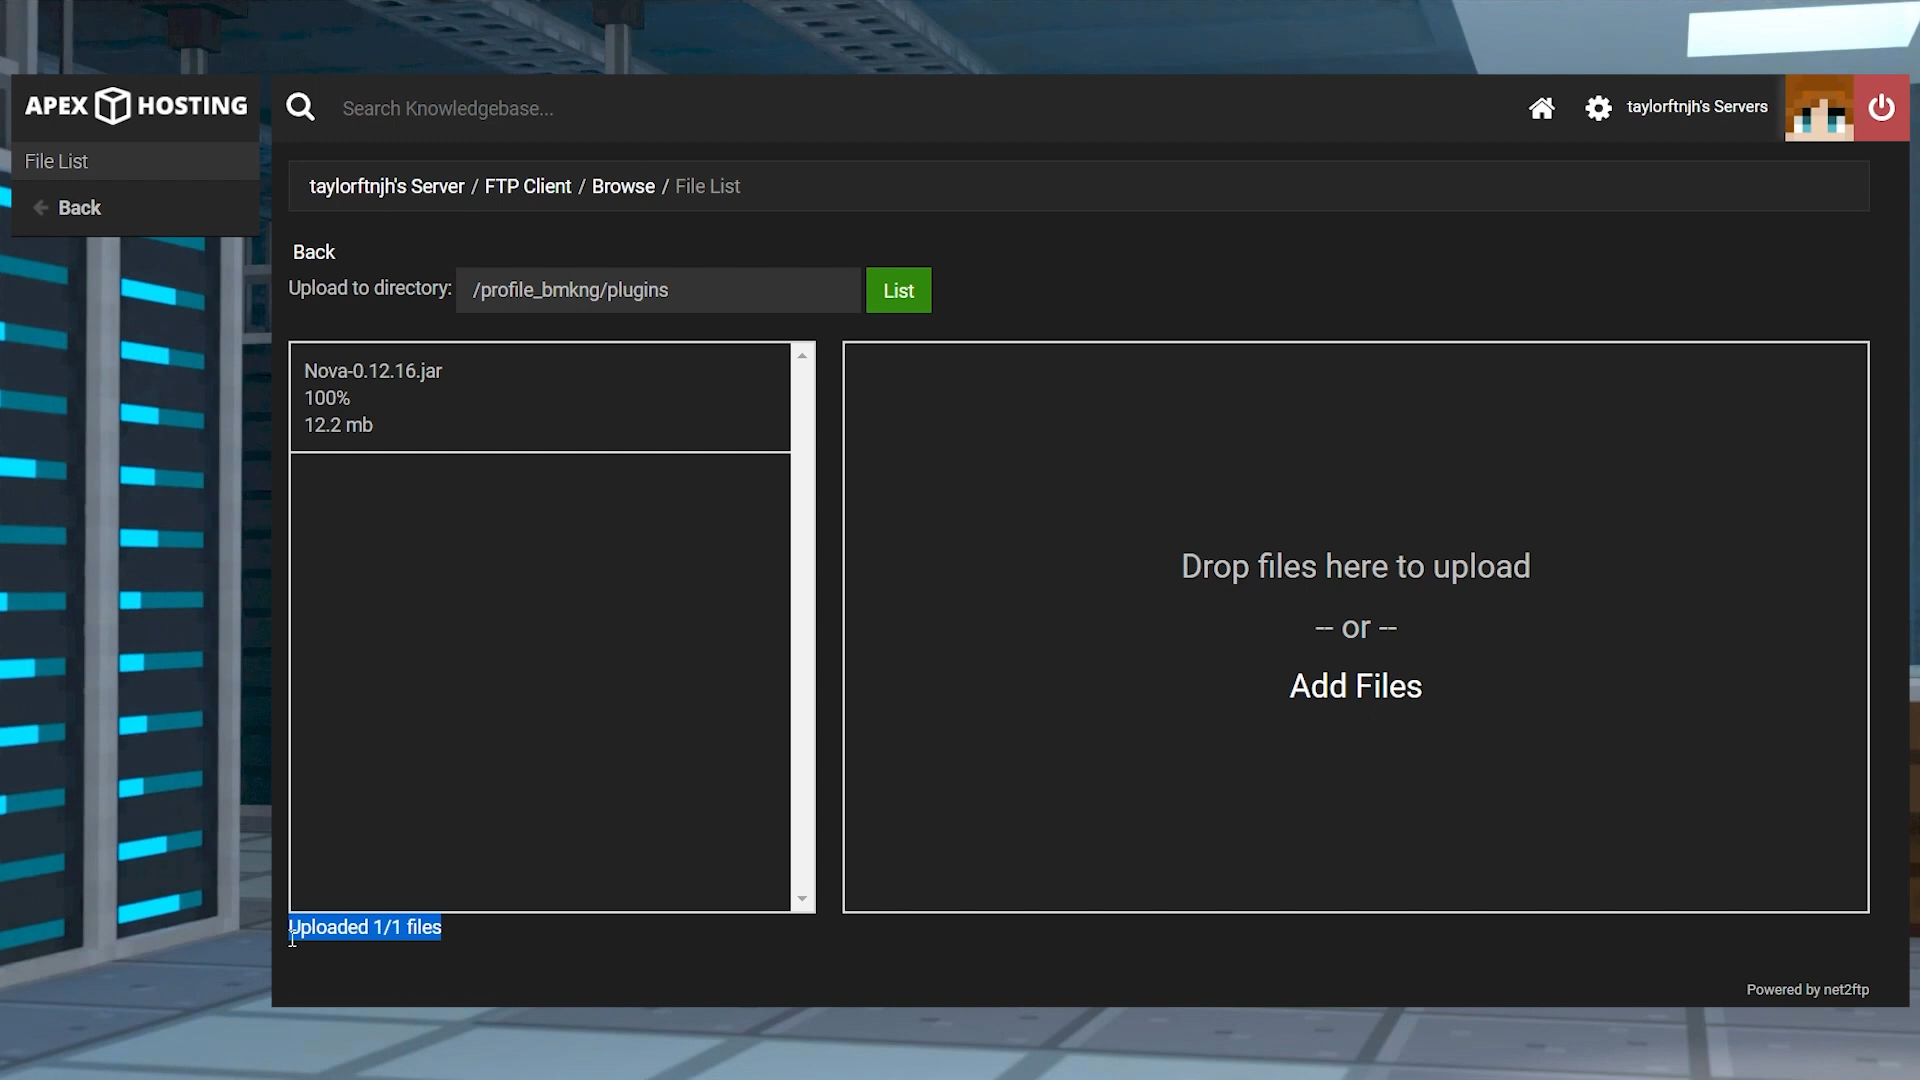 APEX HOSTING
Search Knowledgebase...
taylorftnjh's Servers
File List
Back
taylorftnjh's Server / FTP Client / Browse / File List
Back
Upload to directory: /profile_bmkng/plugins List
Nova-0.12.16.jar
100%
12.2 mb
Drop files here to upload
-- or --
Add Files
Uploaded 1/1 files
Powered by net2ftp